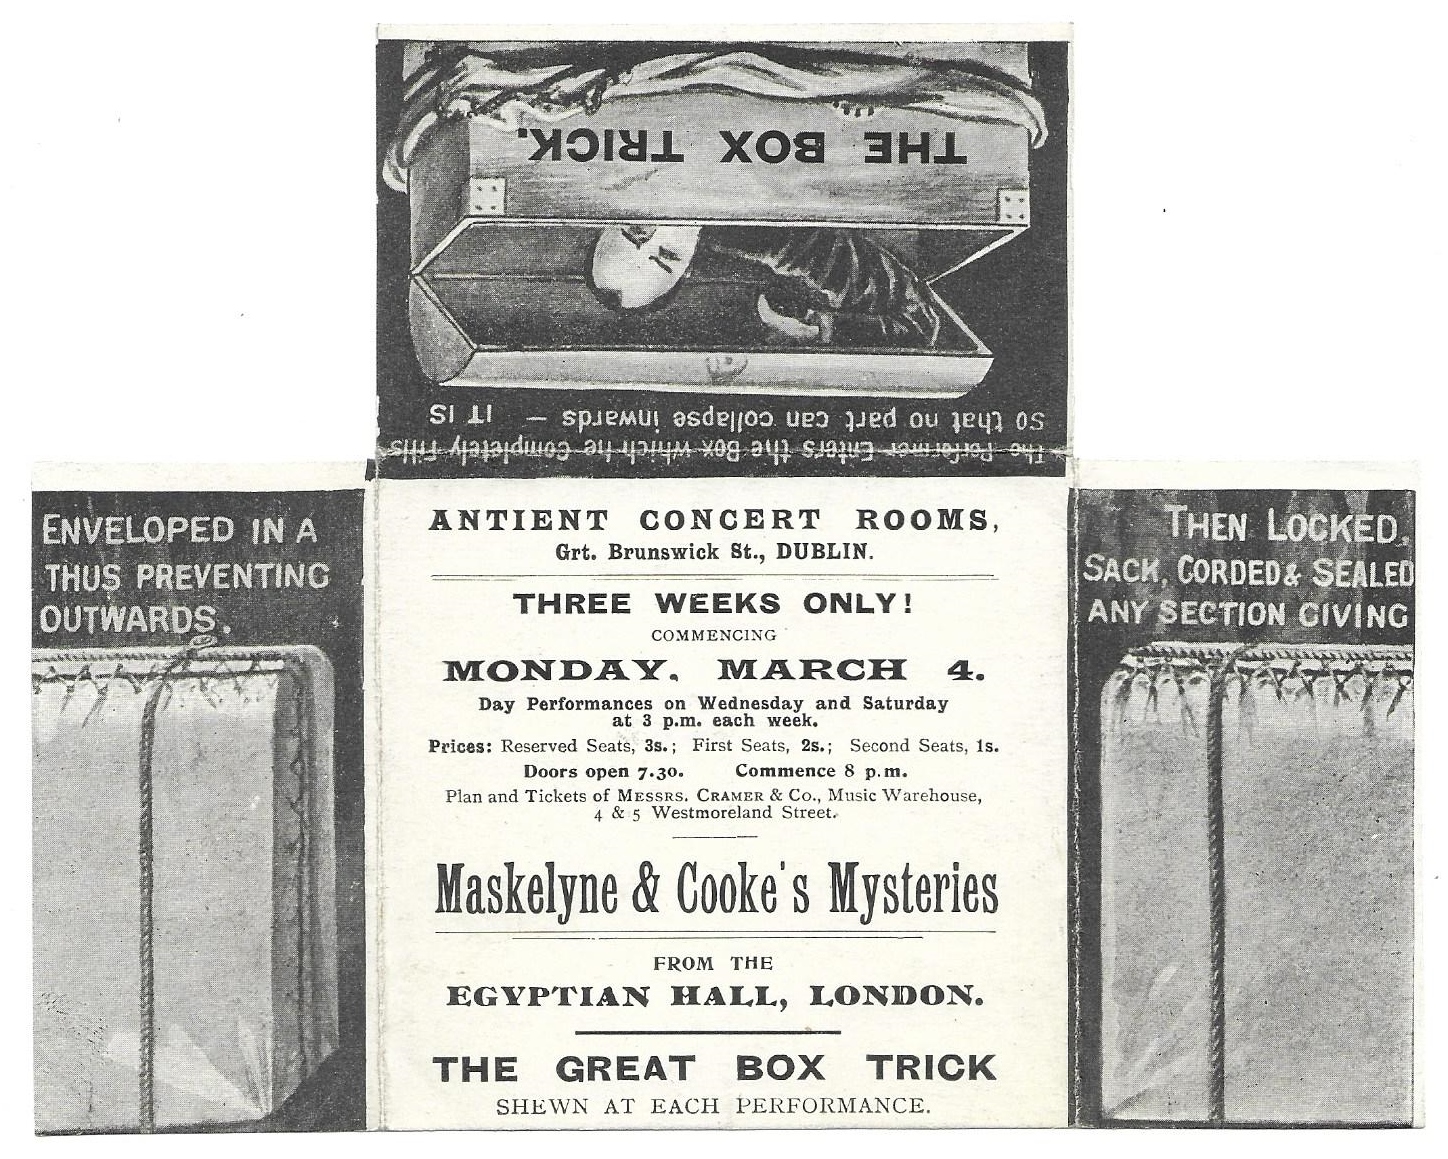 THE BOX TRICK.
IT IS
so that no part can collapse inwards —
The Performer Enters the Box which he Completely Fills
ENVELOPED IN A
THUS PREVENTING
OUTWARDS.
ANTIENT CONCERT ROOMS,
Grt. Brunswick St., DUBLIN.
THREE WEEKS ONLY!
COMMENCING
MONDAY, MARCH 4.
Day Performances on Wednesday and Saturday
at 3 p.m. each week.
Prices: Reserved Seats, 3s.; First Seats, 2s.; Second Seats, 1s.
Doors open 7.30. Commence 8 p.m.
Plan and Tickets of MESSRS. CRAMER & Co., Music Warehouse,
4 & 5 Westmoreland Street.
Maskelyne & Cooke's Mysteries
FROM THE
EGYPTIAN HALL, LONDON.
THE GREAT BOX TRICK
SHEWN AT EACH PERFORMANCE.
THEN LOCKED,
SACK, CORDED & SEALED
ANY SECTION GIVING